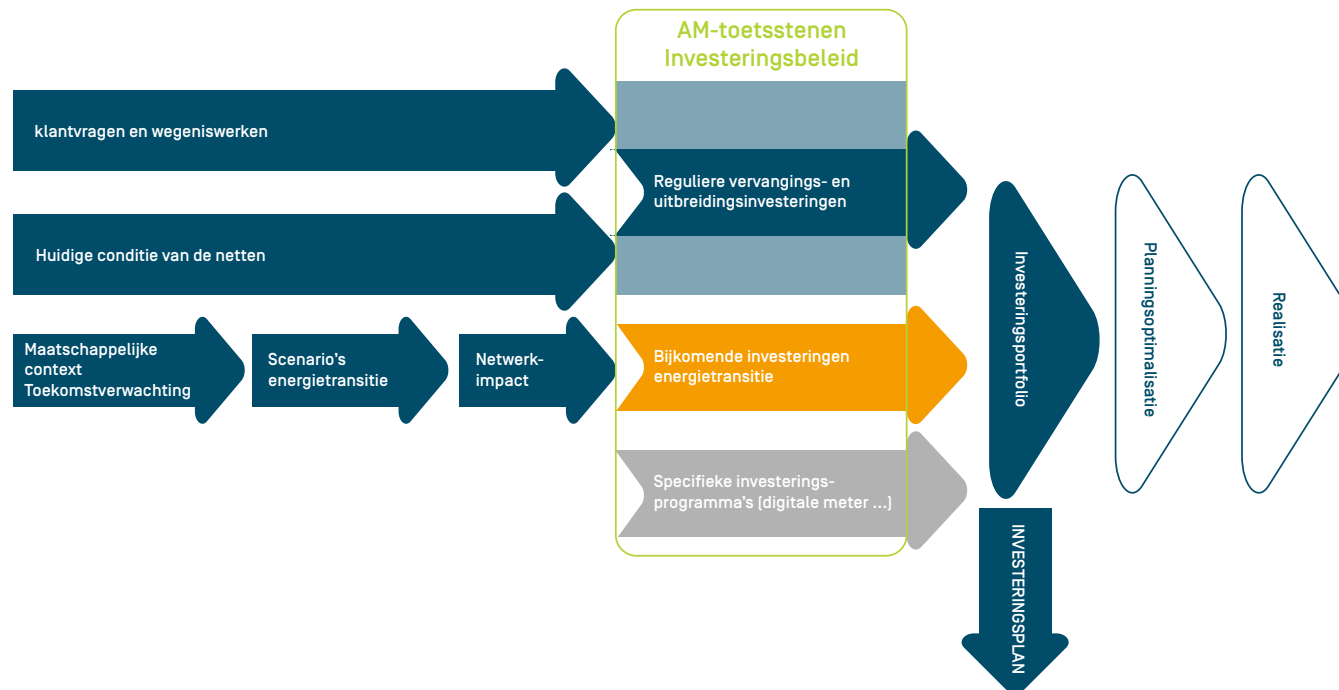 AM-toetsstenen
Investeringsbeleid
klantvragen en wegeniswerken
Reguliere vervangings- en
uitbreidingsinvesteringen
Huidige conditie van de netten
Maatschappelijke
context
Toekomstverwachting
Scenario's
energietransitie
Netwerk-
impact
Bijkomende investeringen
energietransitie
Specifieke investerings-
programma's (digitale meter ...)
Investeringsportfolio
Planningsoptimalisatie
Realisatie
INVESTERINGSPLAN